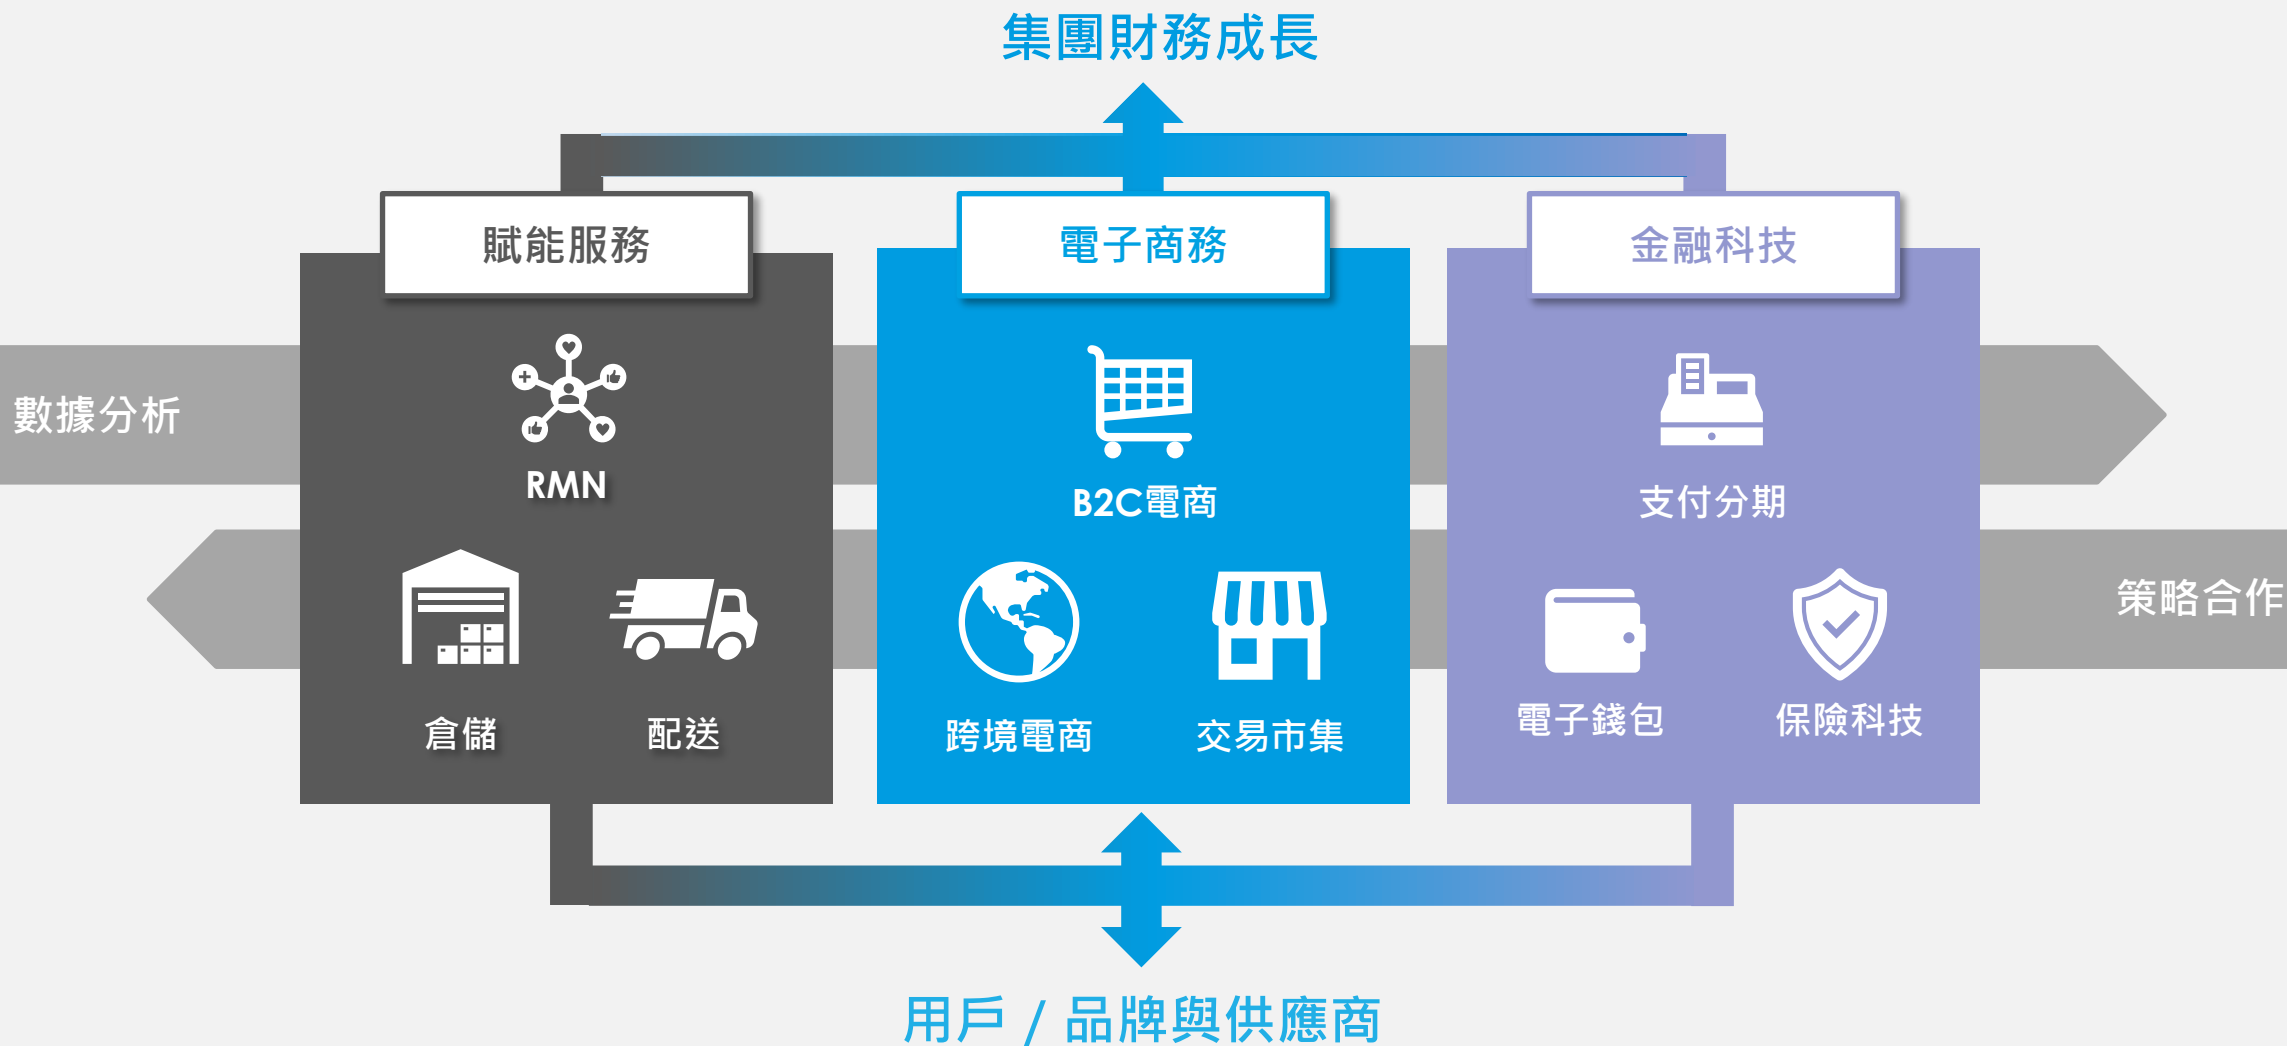 集團財務成長
賦能服務
電子商務
金融科技
數據分析
RMN
B2C電商
支付分期
策略合作
倉儲
配送
跨境電商
交易市集
電子錢包
保險科技
用戶 / 品牌與供應商